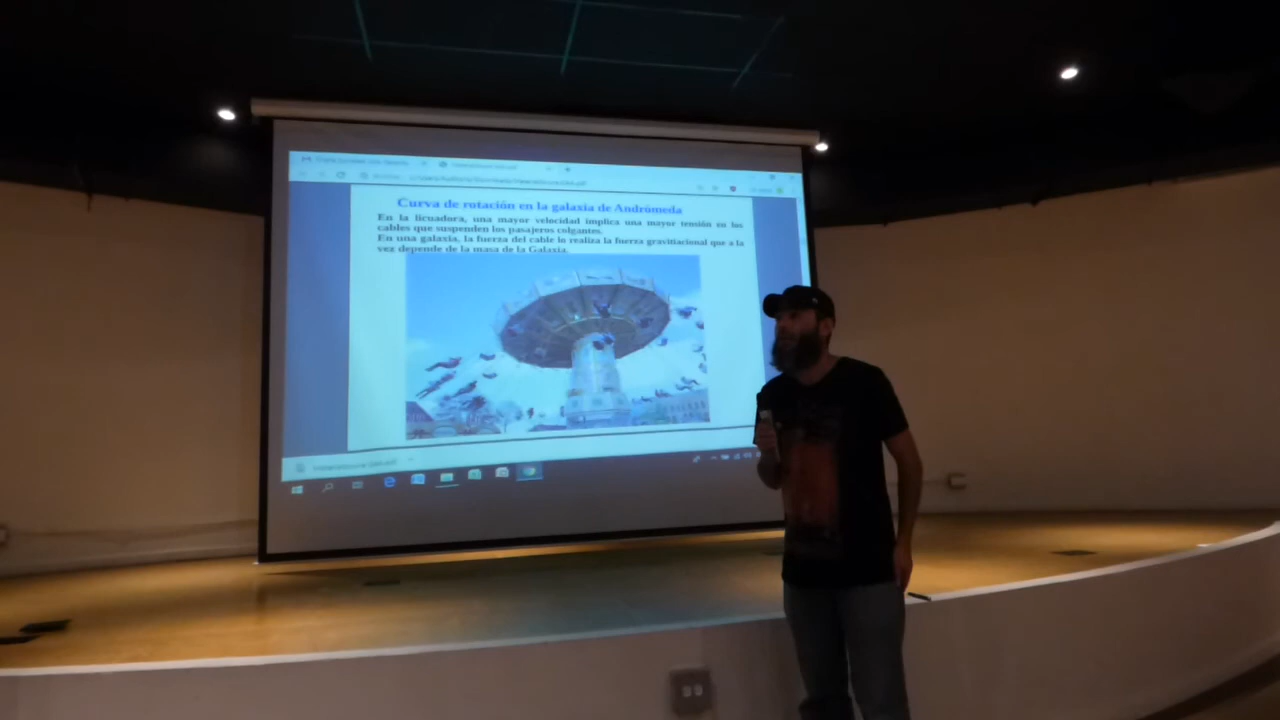 Curva de rotación en la galaxia de Andrómeda
En la licuadora, una mayor velocidad implica una mayor tensión en los
cables que suspenden los pasajeros colgantes.
En una galaxia, la fuerza del cable lo realiza la fuerza gravitiacional que a la
vez depende de la masa de la Galaxia.